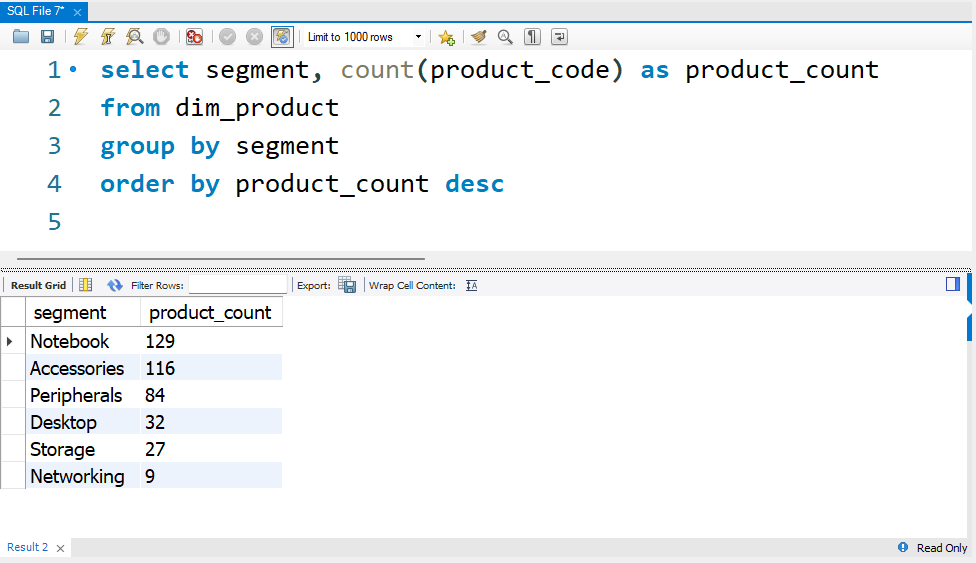 SQL File 7*
Limit to 1000 rows
1 select segment, count(product_code) as product_count
2 from dim_product
3 group by segment
4 order by product_count desc
5
Result Grid Filter Rows: Export: Wrap Cell Content:
segment product_count
Notebook 129
Accessories 116
Peripherals 84
Desktop 32
Storage 27
Networking 9
Result 2 Read Only